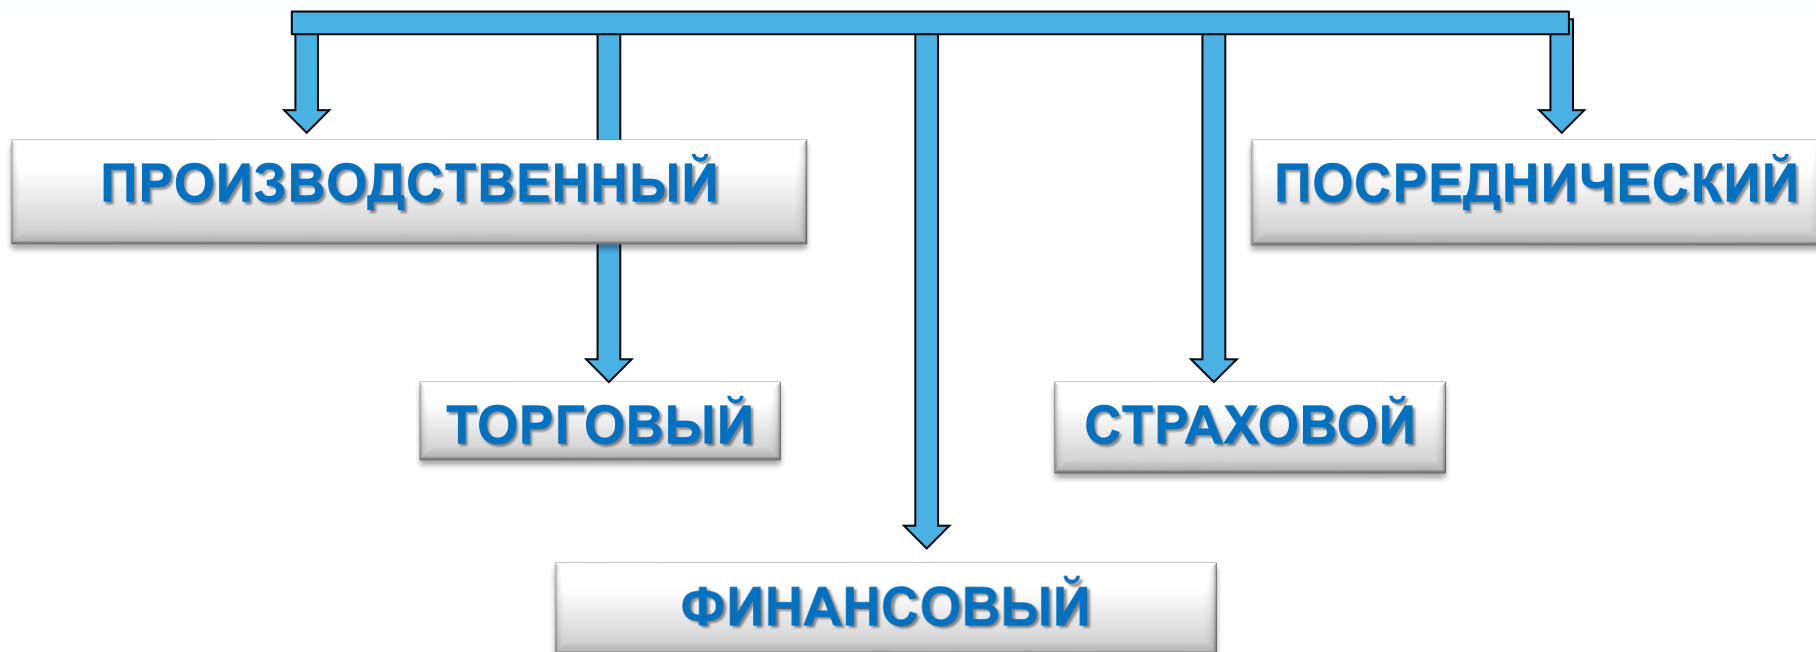 ПРОИЗВОДСТВЕННЫЙ
ПОСРЕДНИЧЕСКИЙ
ТОРГОВЫЙ
СТРАХОВОЙ
ФИНАНСОВЫЙ